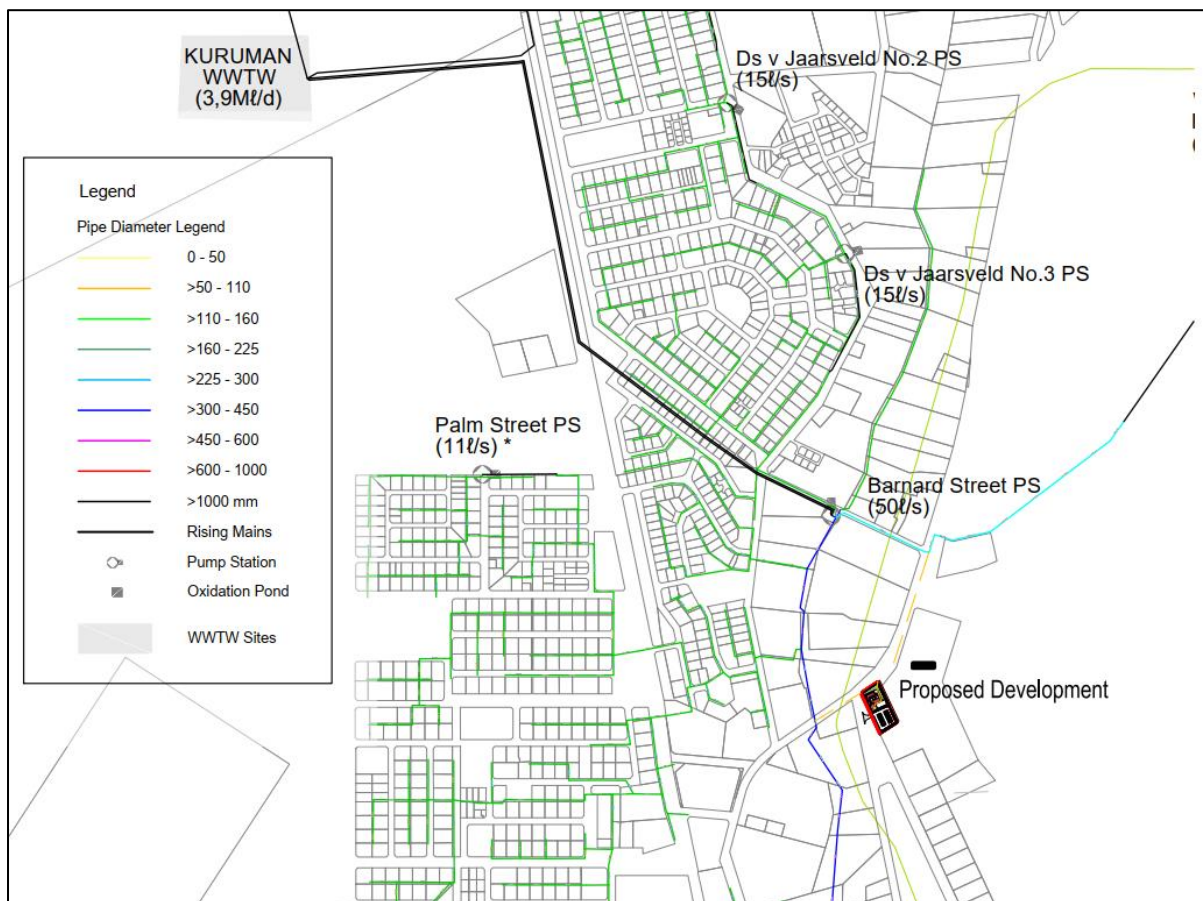 KURUMAN
WWTW
(3,9Mℓ/d)
Ds v Jaarsveld No.2 PS
(15ℓ/s)
Legend
Pipe Diameter Legend
0 - 50
>50 - 110
>110 - 160
>160 - 225
>225 - 300
>300 - 450
>450 - 600
>600 - 1000
>1000 mm
Rising Mains
Pump Station
Oxidation Pond
WWTW Sites
Ds v Jaarsveld No.3 PS
(15ℓ/s)
Palm Street PS
(11ℓ/s) *
Barnard Street PS
(50ℓ/s)
Proposed Development